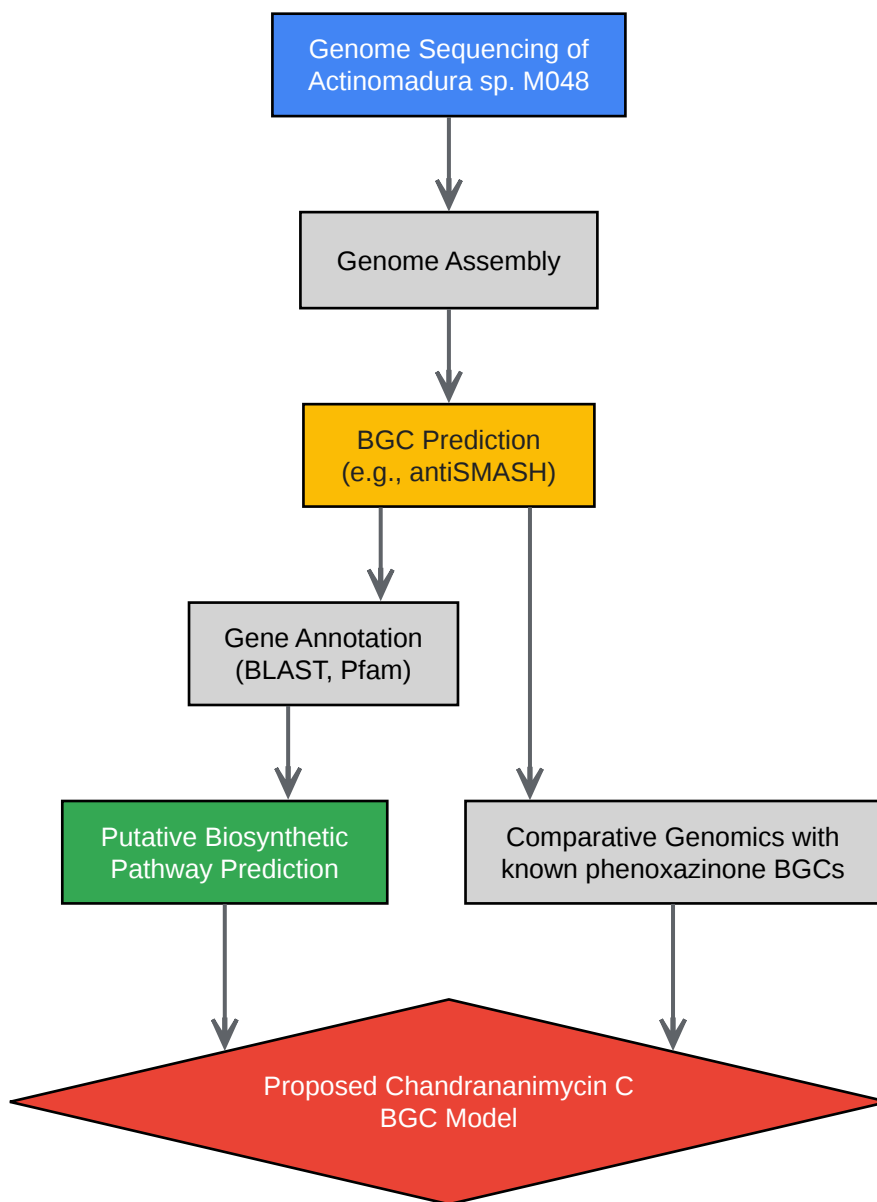 Genome Sequencing of
Actinomadura sp. M048
Genome Assembly
BGC Prediction
(e.g., antiSMASH)
Gene Annotation
(BLAST, Pfam)
Putative Biosynthetic
Pathway Prediction
Comparative Genomics with
known phenoxazinone BGCs
Proposed Chandrananimycin C
BGC Model